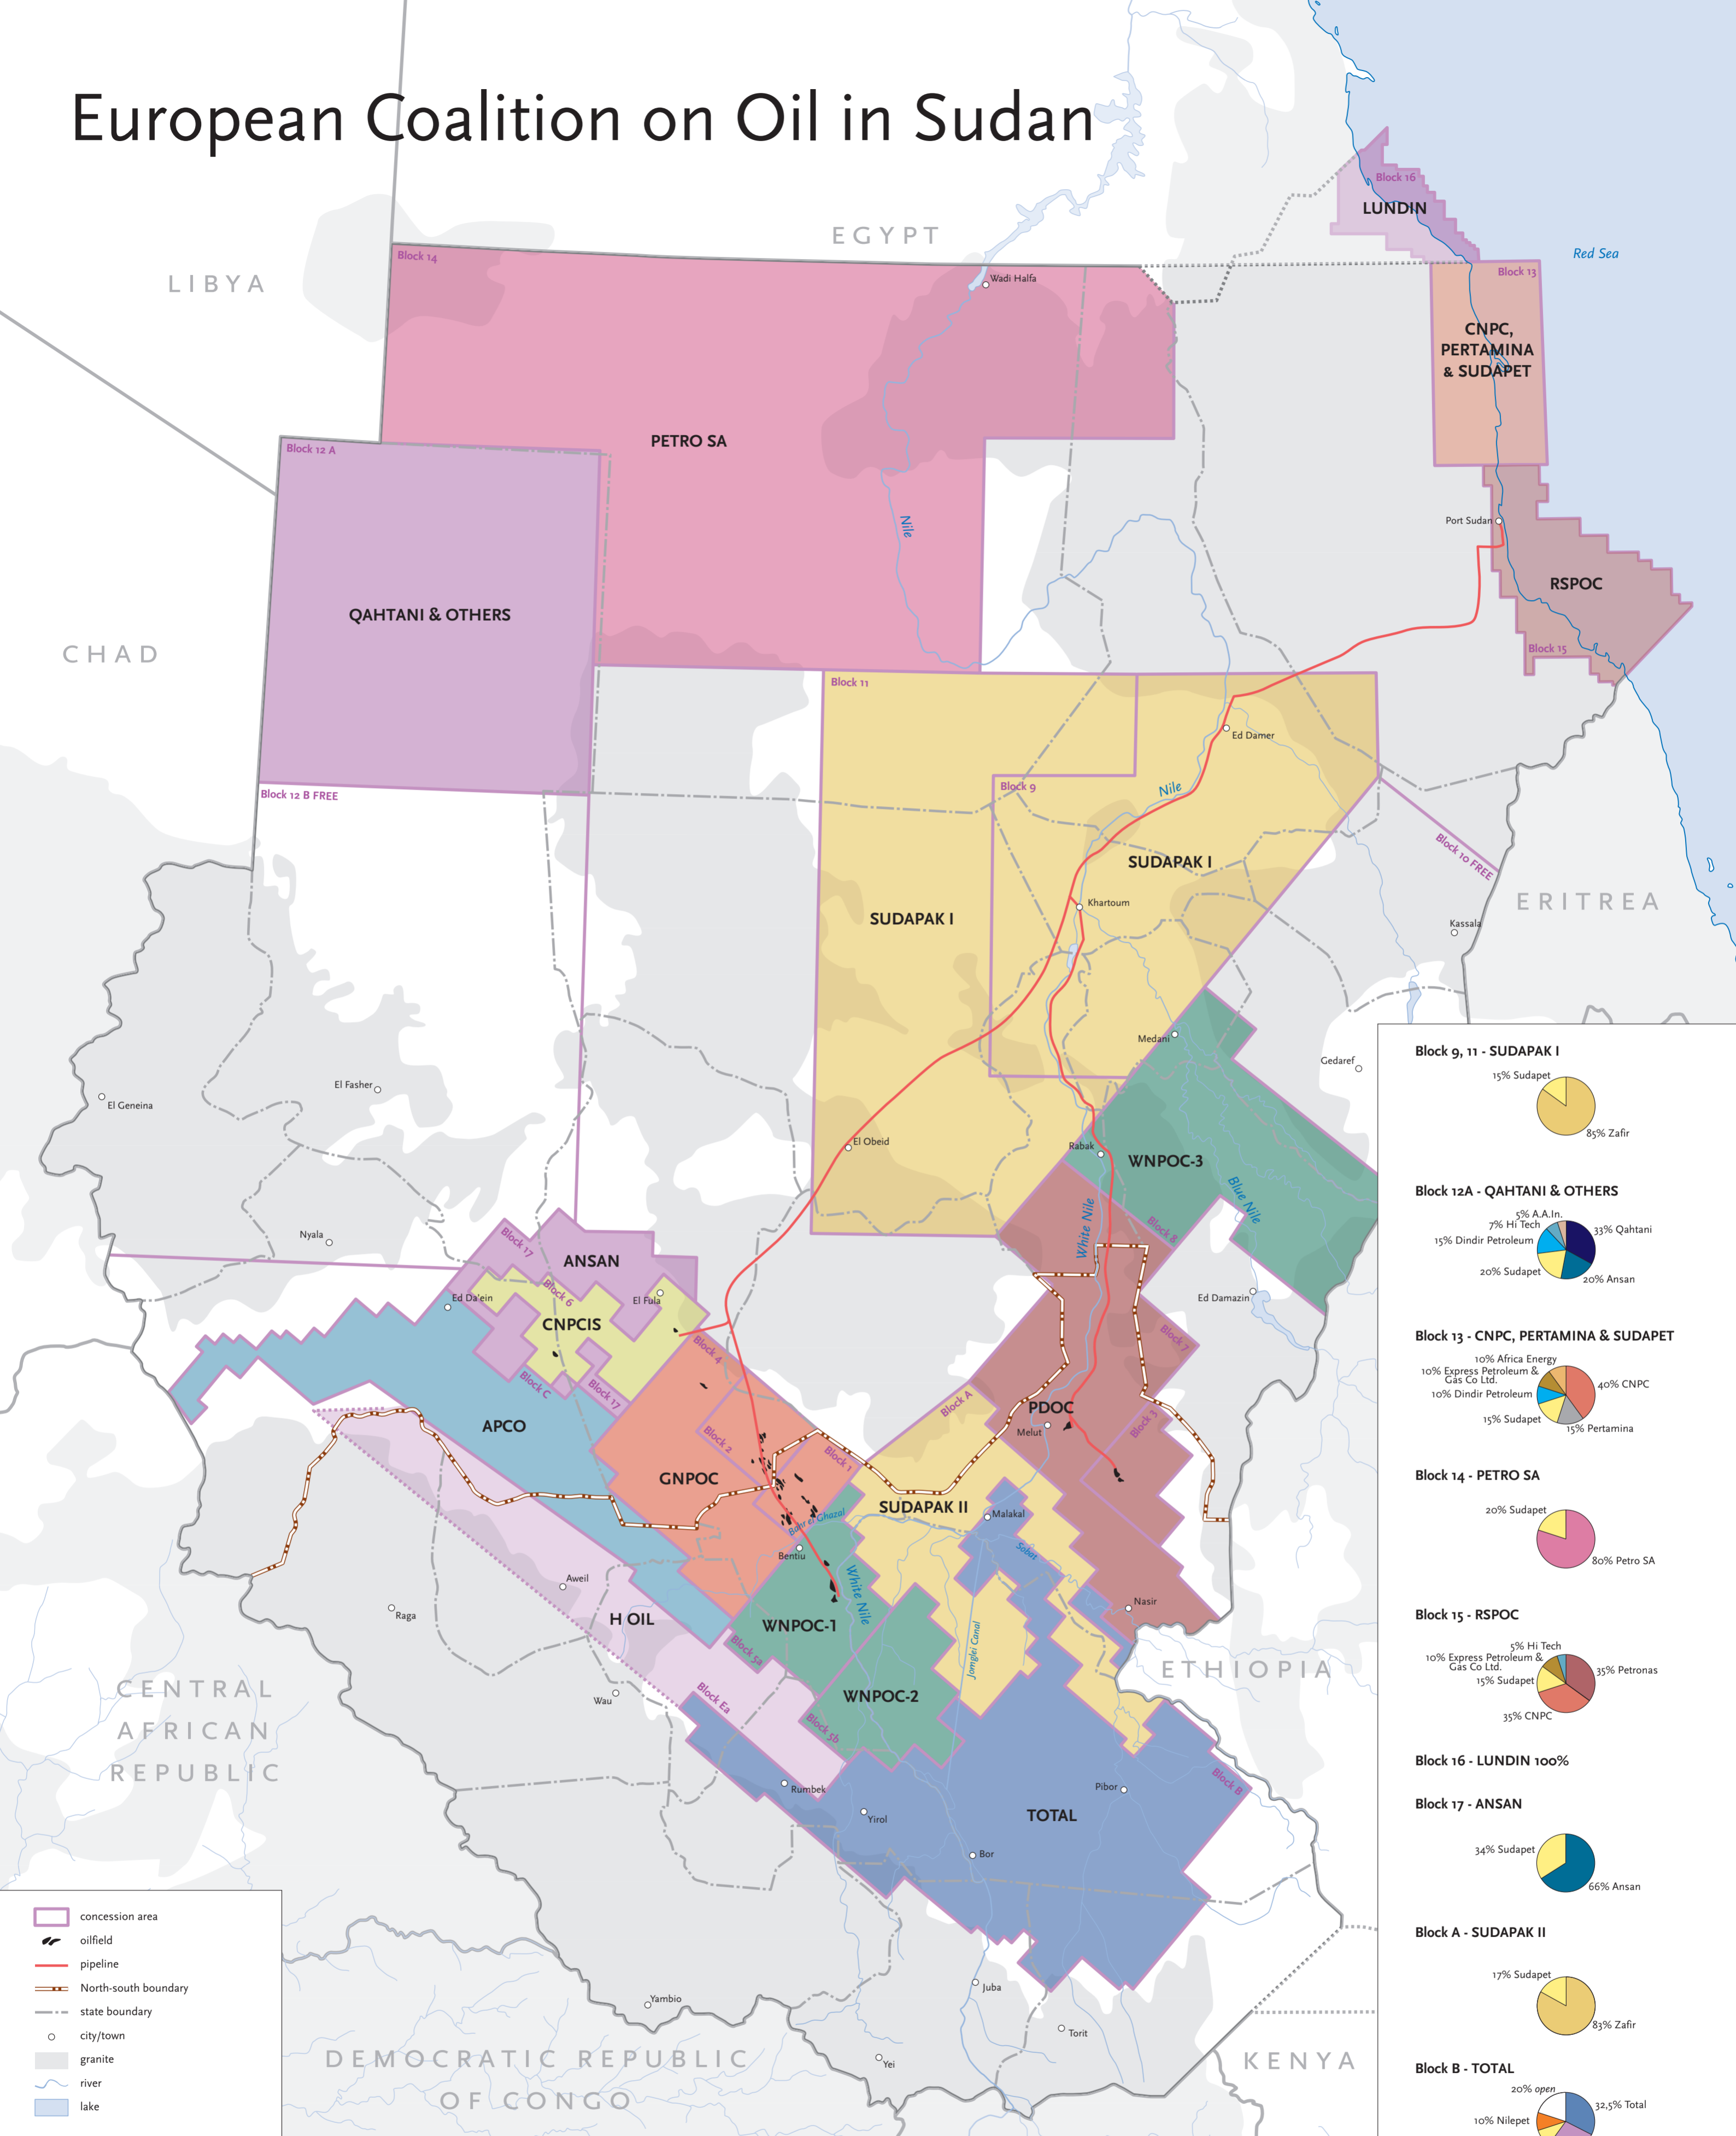 European Coalition on Oil in Sudan
EGYPT
LIBYA
CHAD
Red Sea
Block 16
LUNDIN
Block 13
CNPC,
PERTAMINA
& SUDAPET
Block 14
Wadi Halfa
PETRO SA
Block 12 A
QAHTANI & OTHERS
Block 12 B FREE
Nile
Port Sudan
RSPOC
Block 15
Block 11
Ed Damer
Block 9
Nile
SUDAPAK I
SUDAPAK I
Block 10 FREE
ERITREA
Khartoum
Kassala
Medani
Gedaref
El Geneina
El Fasher
El Obeid
Rabak
WNPOC-3
Blue Nile
White Nile
Block 8
Nyala
Block 17
ANSAN
Ed Da'ein
Block 6
El Fula
CNPCIS
Block C
Block 17
Block 4
Ed Damazin
Block 7
Block A
PDOC
Melut
Block 3
APCO
Block 2
Block 1
GNPOC
SUDAPAK II
Malakal
Bahr el Ghazal
Bentiu
Sobat
White Nile
Nasir
Aweil
Raga
H OIL
WNPOC-1
Block 5a
Jomglei Canal
ETHIOPIA
CENTRAL
AFRICAN
REPUBLIC
Wau
Block Ea
WNPOC-2
Block 5b
Rumbek
Yirol
Pibor
Block B
TOTAL
Bor
Juba
Yambio
Torit
Yei
DEMOCRATIC REPUBLIC
OF CONGO
KENYA
concession area
oilfield
pipeline
North-south boundary
state boundary
city/town
granite
river
lake
Block 9, 11 - SUDAPAK I
15% Sudapet
85% Zafir
Block 12A - QAHTANI & OTHERS
5% A.A.In.
7% Hi Tech
33% Qahtani
15% Dindir Petroleum
20% Sudapet
20% Ansan
Block 13 - CNPC, PERTAMINA & SUDAPET
10% Africa Energy
10% Express Petroleum &
Gas Co Ltd.
40% CNPC
10% Dindir Petroleum
15% Sudapet
15% Pertamina
Block 14 - PETRO SA
20% Sudapet
80% Petro SA
Block 15 - RSPOC
5% Hi Tech
10% Express Petroleum &
Gas Co Ltd.
35% Petronas
15% Sudapet
35% CNPC
Block 16 - LUNDIN 100%
Block 17 - ANSAN
34% Sudapet
66% Ansan
Block A - SUDAPAK II
17% Sudapet
83% Zafir
Block B - TOTAL
20% open
32,5% Total
10% Nilepet